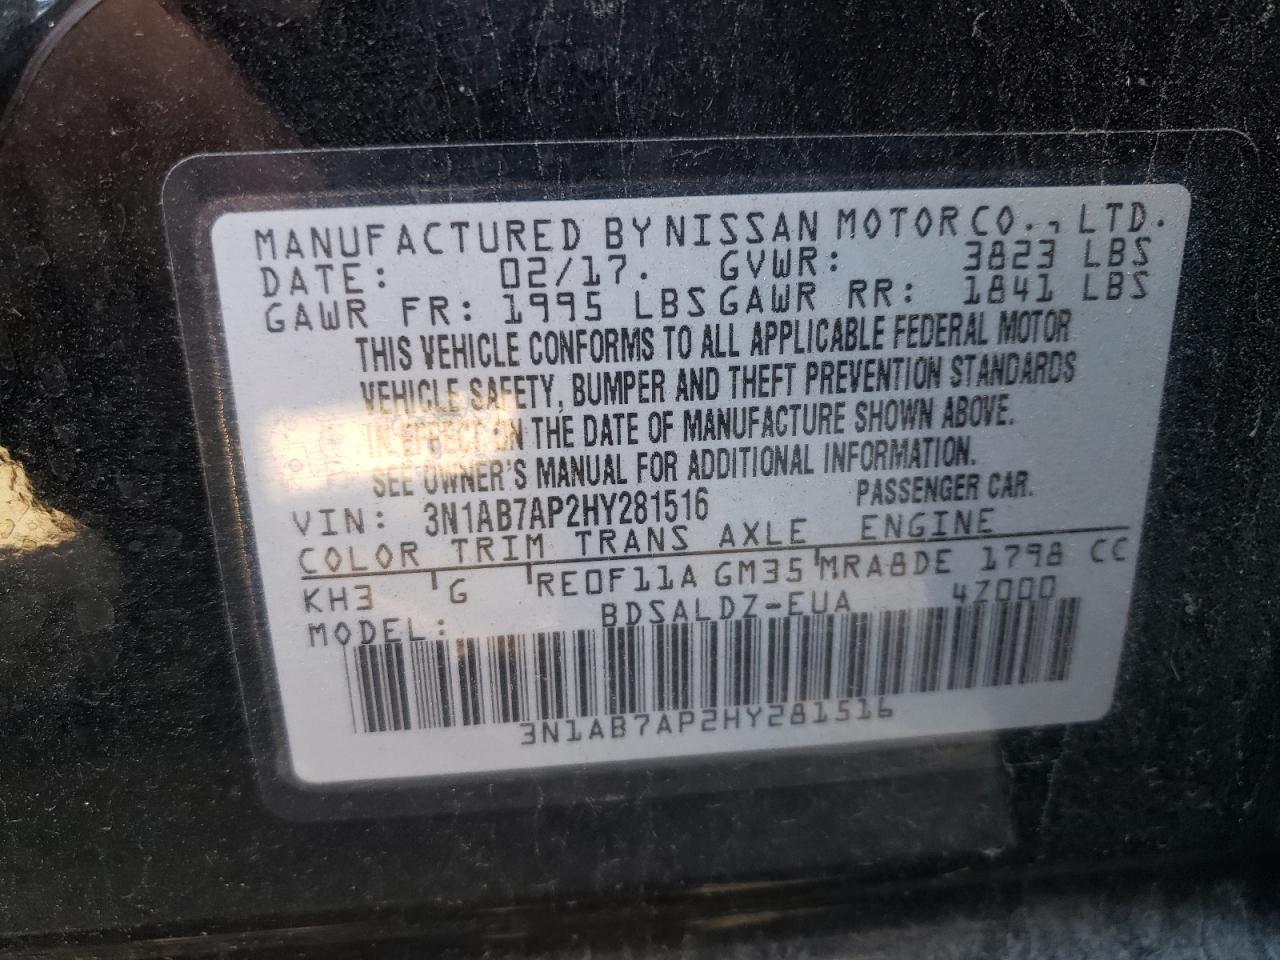 MANUFACTURED BY NISSAN MOTOR CO., LTD.
DATE: 02/17. GVWR: 3823 LBS
GAWR FR: 1995 LBS GAWR RR: 1841 LBS
THIS VEHICLE CONFORMS TO ALL APPLICABLE FEDERAL MOTOR
VEHICLE SAFETY, BUMPER AND THEFT PREVENTION STANDARDS
IN EFFECT ON THE DATE OF MANUFACTURE SHOWN ABOVE.
SEE OWNER'S MANUAL FOR ADDITIONAL INFORMATION.
VIN: 3N1AB7AP2HY281516 PASSENGER CAR.
COLOR TRIM TRANS AXLE ENGINE
KH3 G RE0F11A GM35 MRA8DE 1798 CC
MODEL: BDSALDZ-EUA 4Z000
3N1AB7AP2HY281516